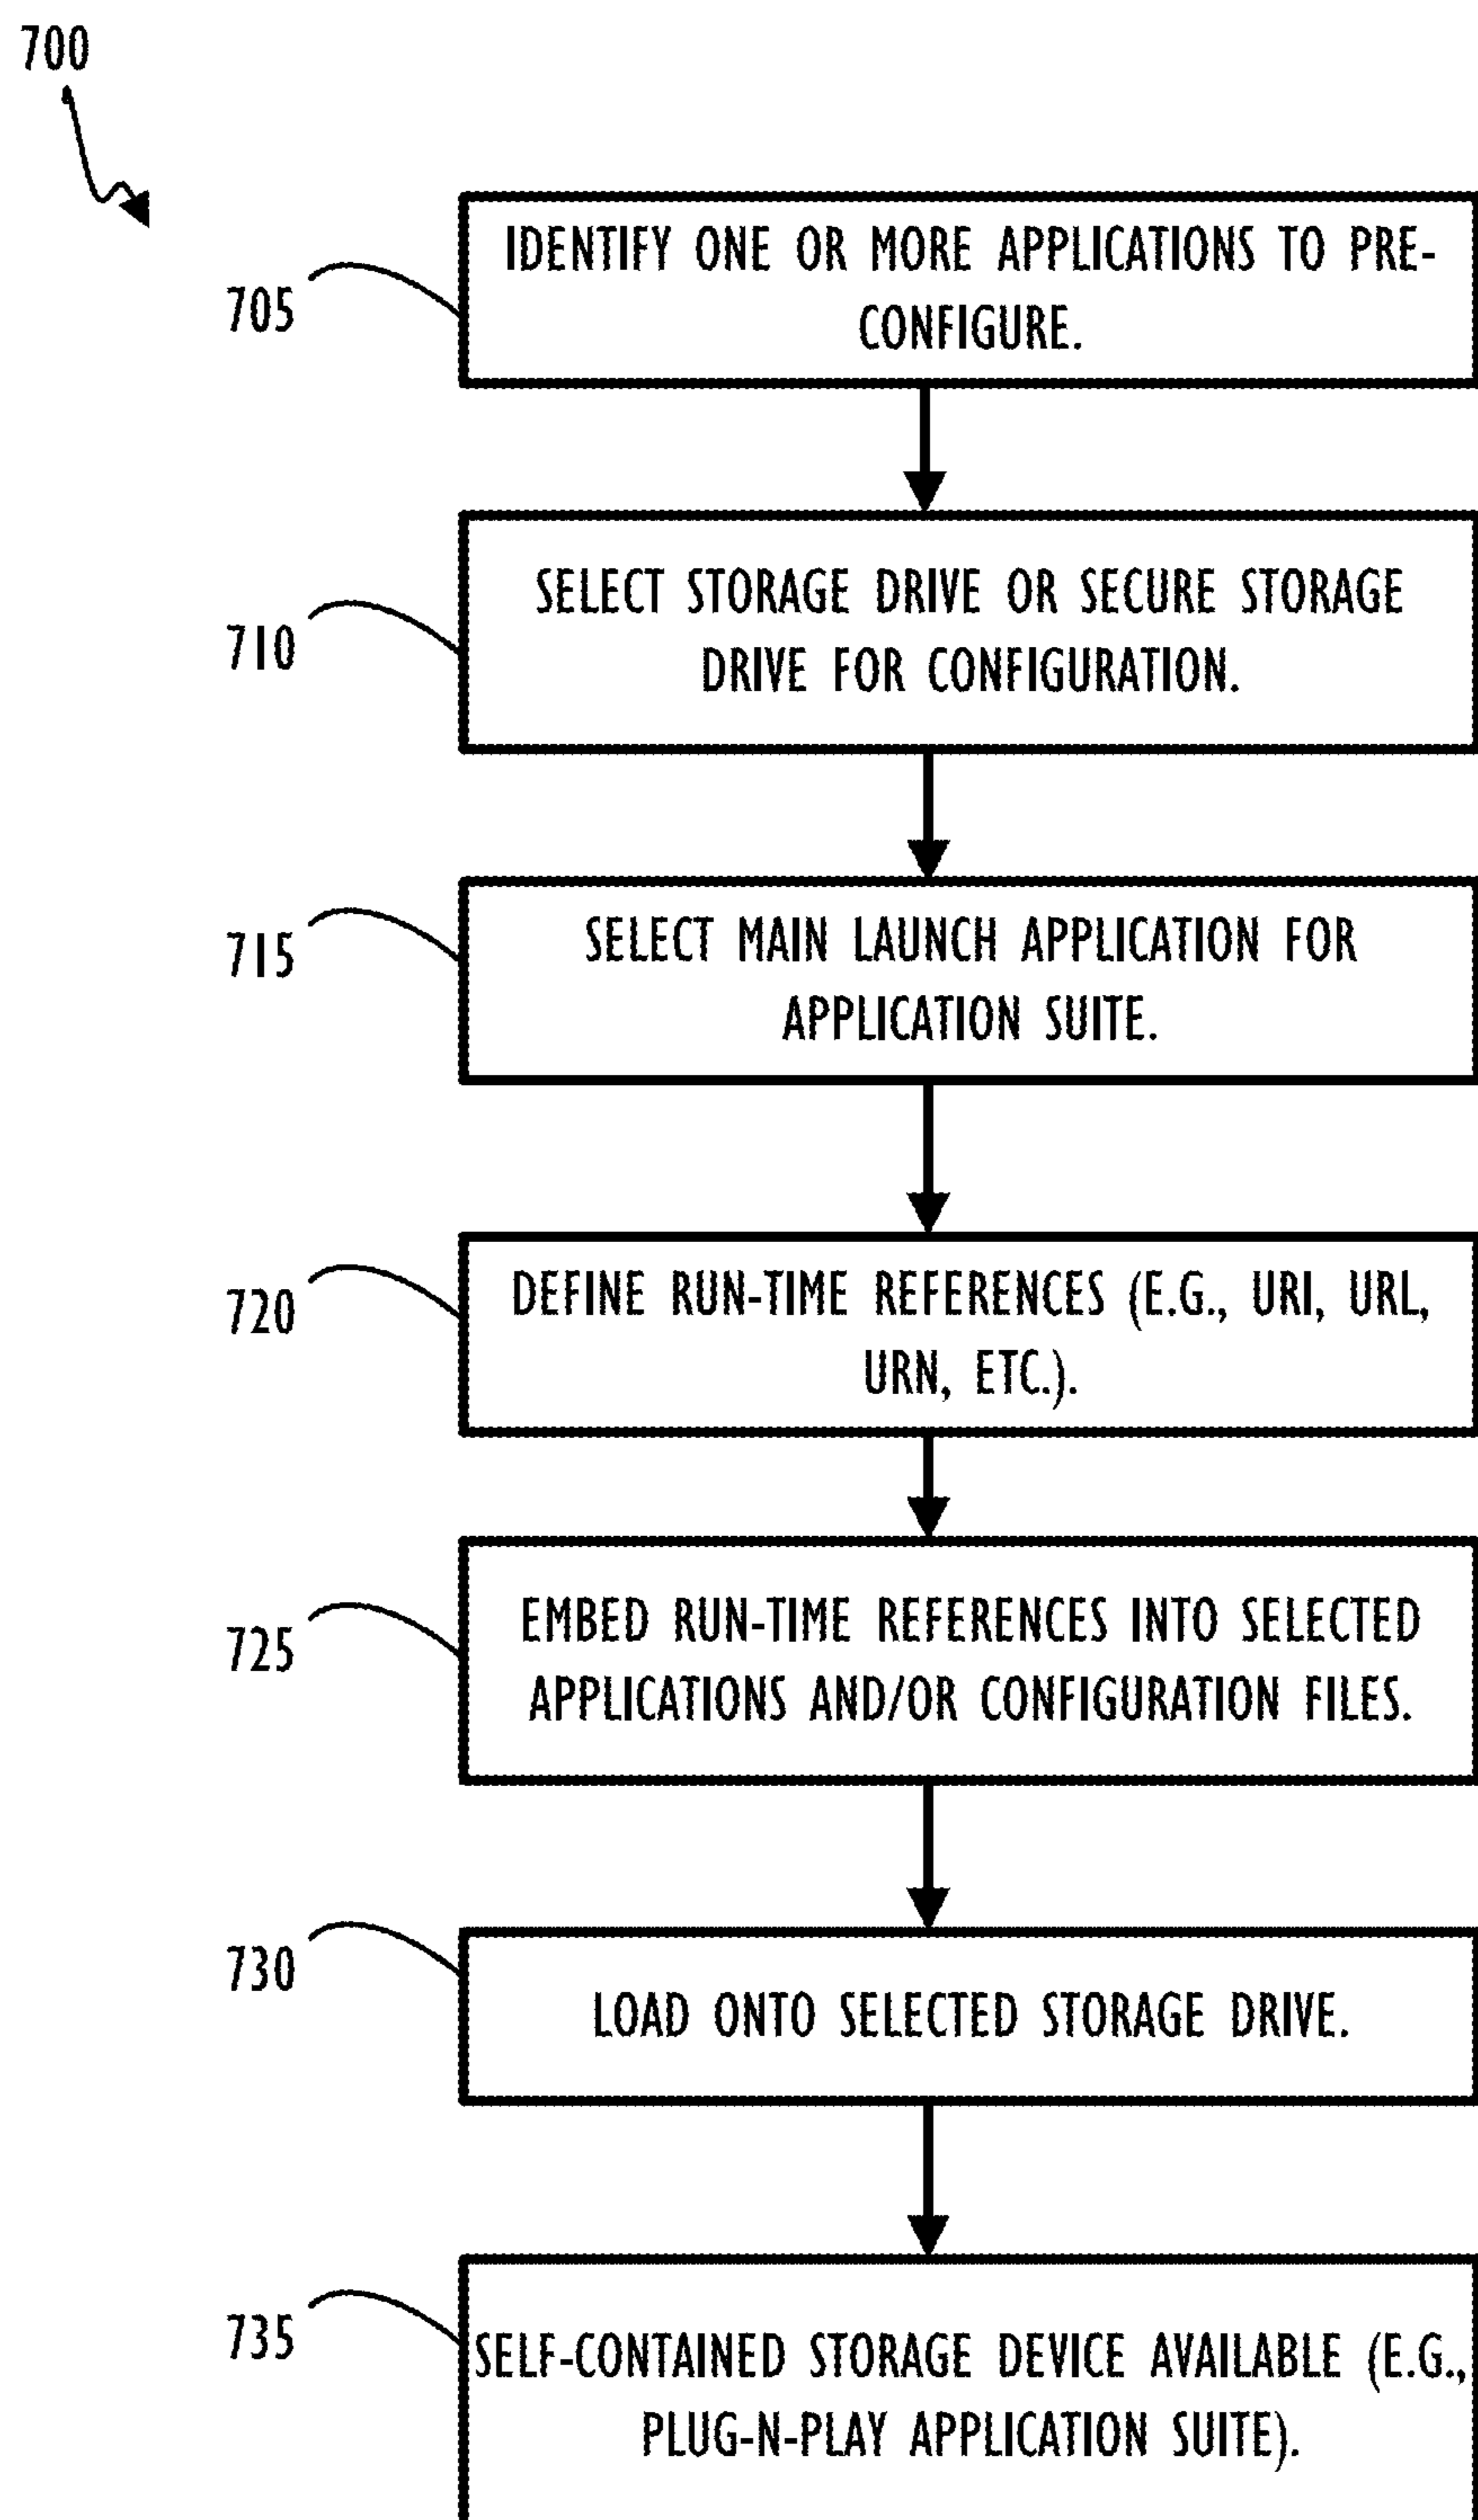 700
705
IDENTIFY ONE OR MORE APPLICATIONS TO PRE-
CONFIGURE.
710
SELECT STORAGE DRIVE OR SECURE STORAGE
DRIVE FOR CONFIGURATION.
715
SELECT MAIN LAUNCH APPLICATION FOR
APPLICATION SUITE.
720
DEFINE RUN-TIME REFERENCES (E.G., URI, URL,
URN, ETC.).
725
EMBED RUN-TIME REFERENCES INTO SELECTED
APPLICATIONS AND/OR CONFIGURATION FILES.
730
LOAD ONTO SELECTED STORAGE DRIVE.
735
SELF-CONTAINED STORAGE DEVICE AVAILABLE (E.G.,
PLUG-N-PLAY APPLICATION SUITE).